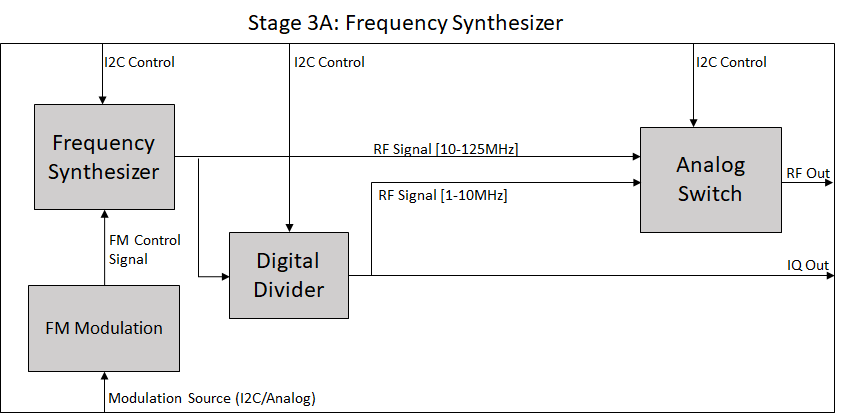 Stage 3A: Frequency Synthesizer
I2C Control
I2C Control
I2C Control
Frequency
Synthesizer
RF Signal [10-125MHz]
Analog
Switch
RF Out
RF Signal [1-10MHz]
FM Control
Signal
Digital
Divider
IQ Out
FM Modulation
Modulation Source (I2C/Analog)